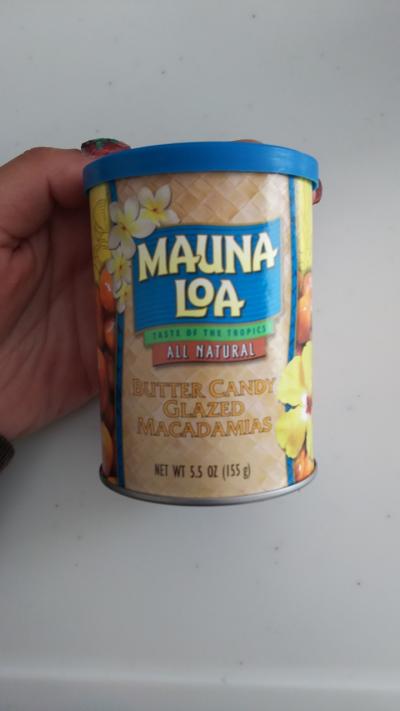 MAUNA
LOA
TASTE OF THE TROPICS
ALL NATURAL
BUTTER CANDY
GLAZED
MACADAMIAS
NET WT 5.5 OZ (155 g)